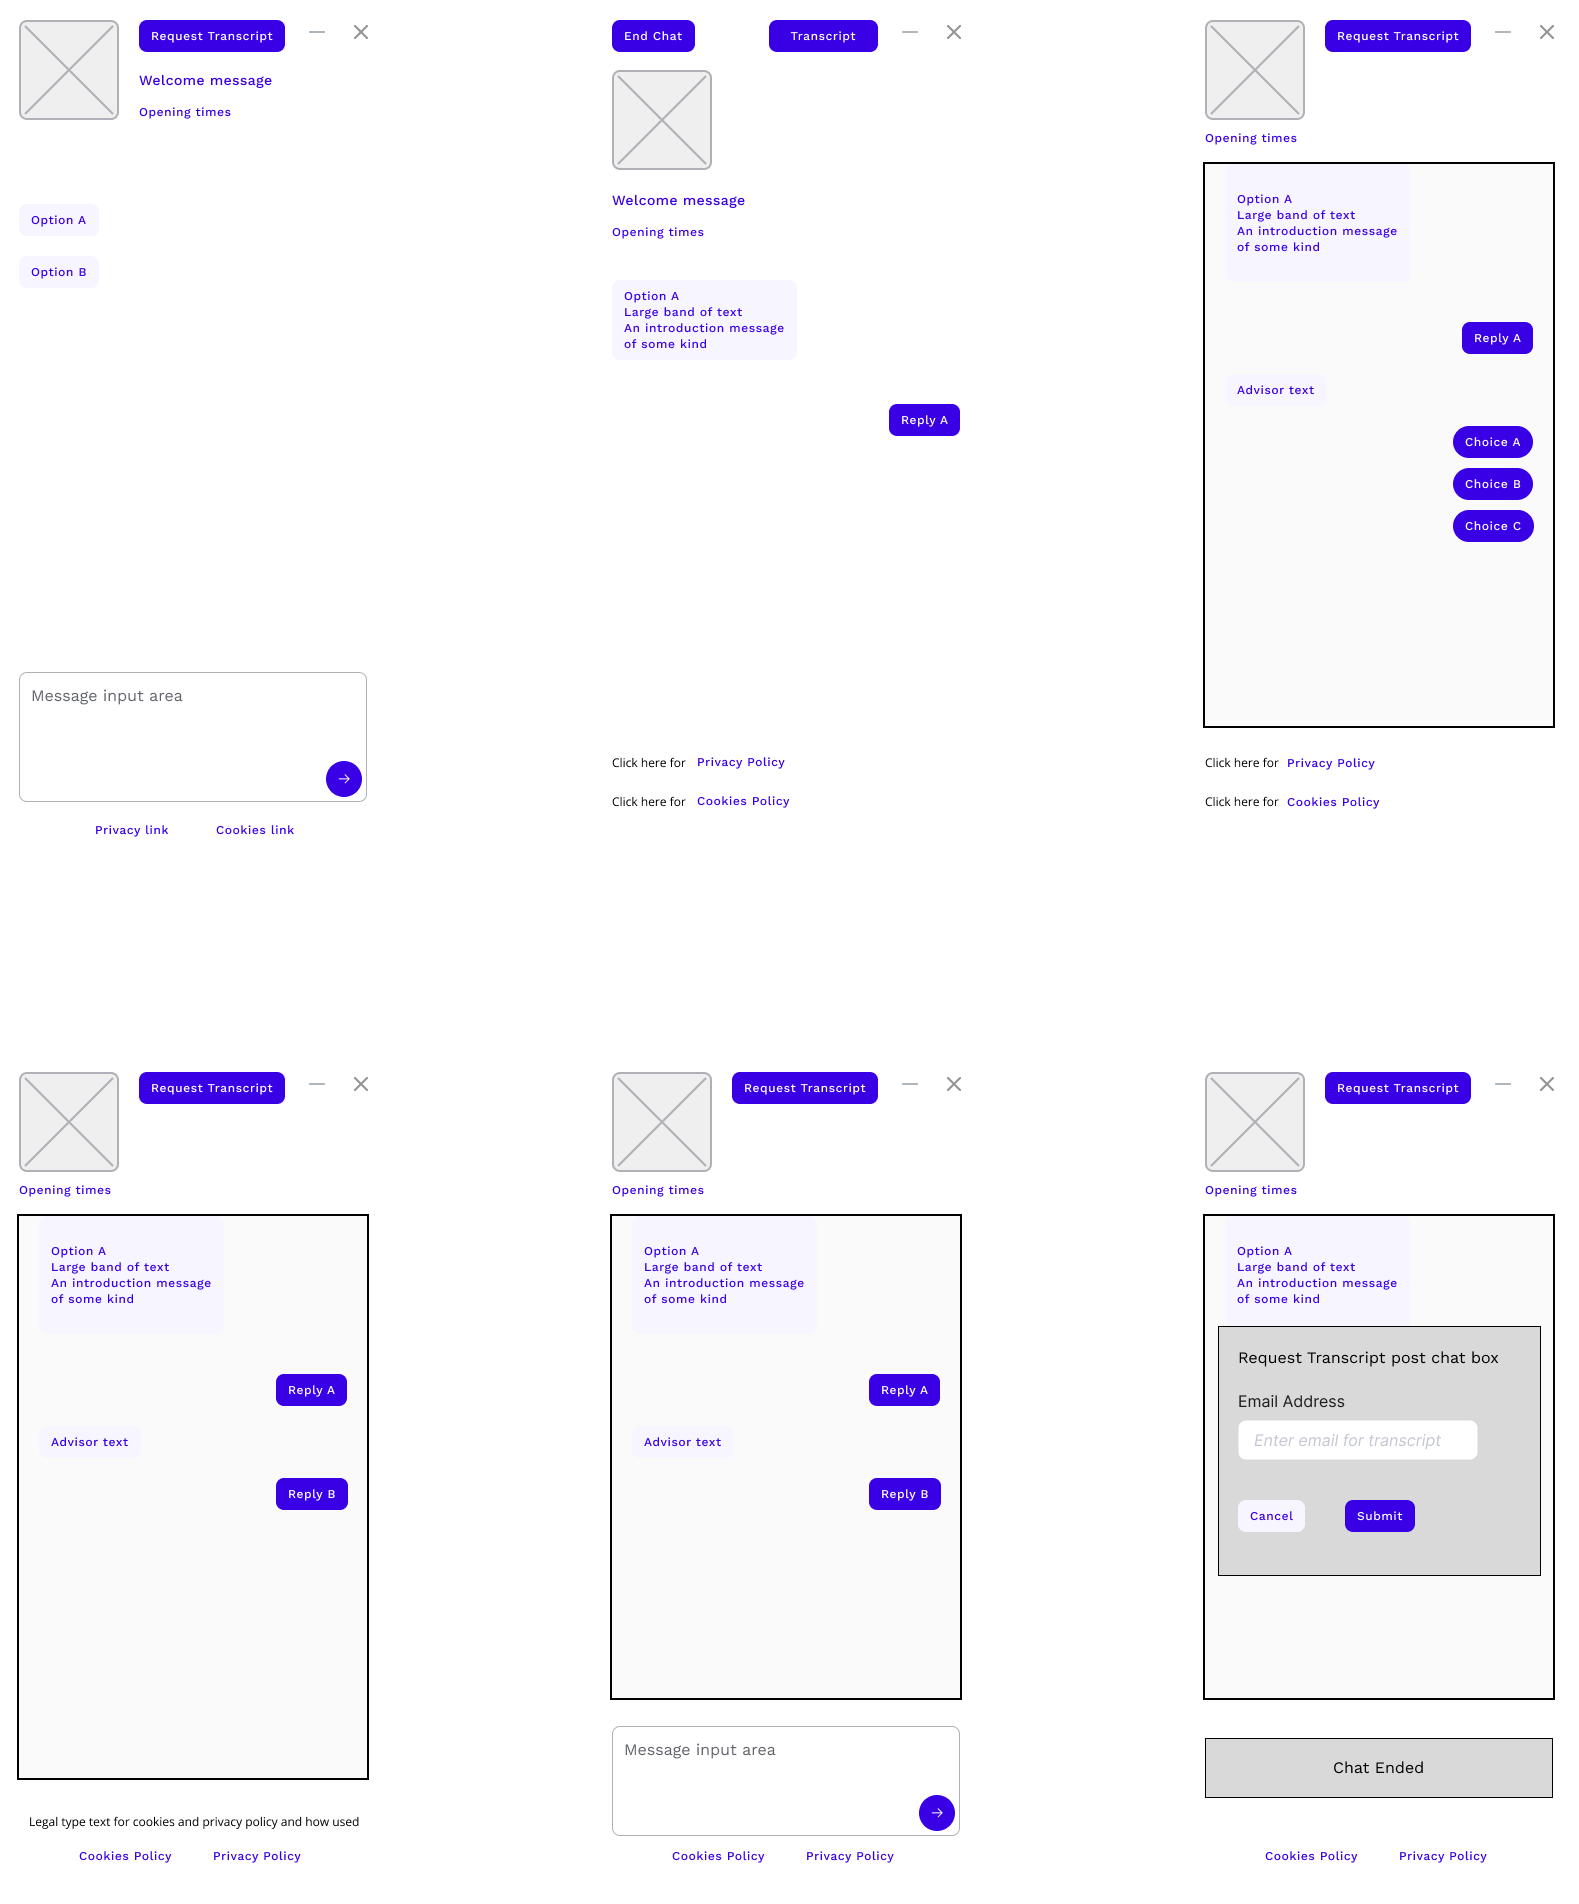 Request Transcript
Welcome message
Opening times
Option A
Option B
Message input area
Privacy link
Cookies link
End Chat
Transcript
Welcome message
Opening times
Option A
Large band of text
An introduction message
of some kind
Reply A
Click here for Privacy Policy
Click here for Cookies Policy
Request Transcript
Opening times
Option A
Large band of text
An introduction message
of some kind
Reply A
Advisor text
Choice A
Choice B
Choice C
Click here for Privacy Policy
Click here for Cookies Policy
Request Transcript
Opening times
Option A
Large band of text
An introduction message
of some kind
Reply A
Advisor text
Reply B
Legal type text for cookies and privacy policy and how used
Cookies Policy
Privacy Policy
Request Transcript
Opening times
Option A
Large band of text
An introduction message
of some kind
Reply A
Advisor text
Reply B
Message input area
Cookies Policy
Privacy Policy
Request Transcript
Opening times
Option A
Large band of text
An introduction message
of some kind
Request Transcript post chat box
Email Address
Enter email for transcript
Cancel
Submit
Chat Ended
Cookies Policy
Privacy Policy